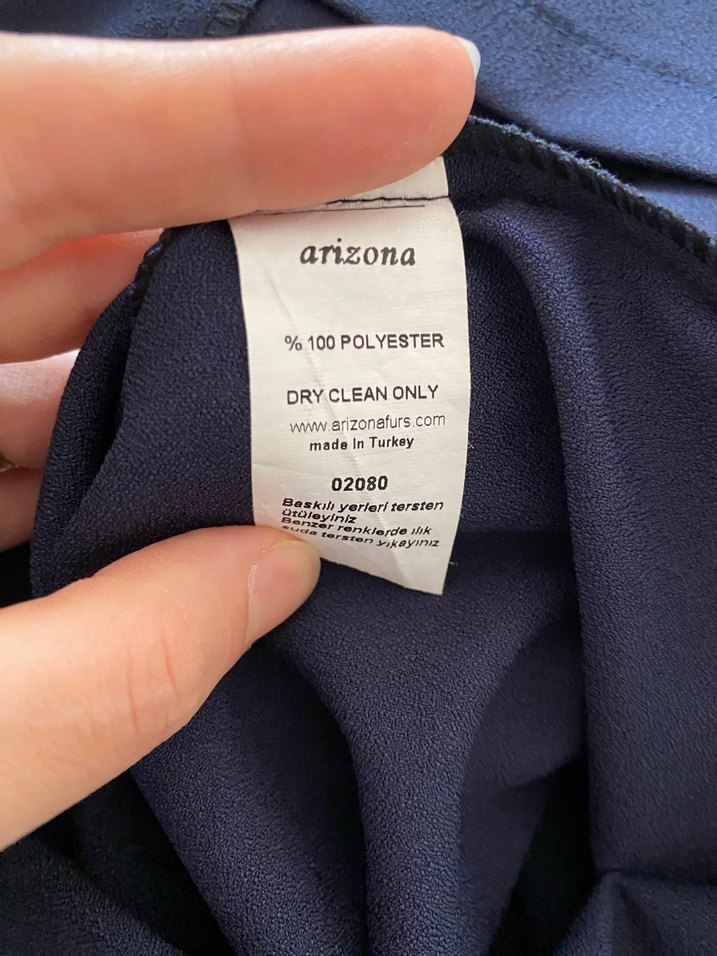 arizona
% 100 POLYESTER
DRY CLEAN ONLY
www.arizonafurs.com
made In Turkey
02080
Baskılı yerleri tersten
ütüleyiniz
Benzer renklerde ılık
suda tersten yıkayınız